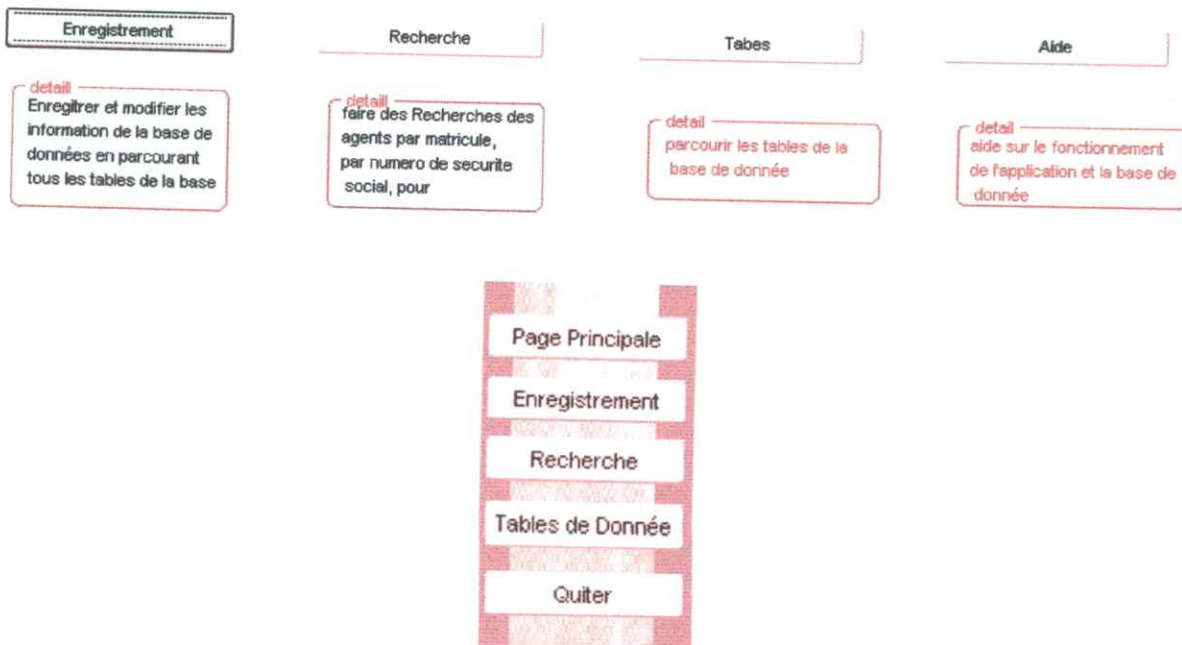 Enregistrement
Recherche
Tabes
Aide
detaill
Enregitrer et modifier les
information de la base de
données en parcourant
tous les tables de la base
detaill
faire des Recherches des
agents par matricule,
par numero de securite
social, pour
detail
parcourir les tables de la
base de donnée
detail
aide sur le fonctionnement
de l'application et la base de
donnée
Page Principale
Enregistrement
Recherche
Tables de Donnée
Quiter